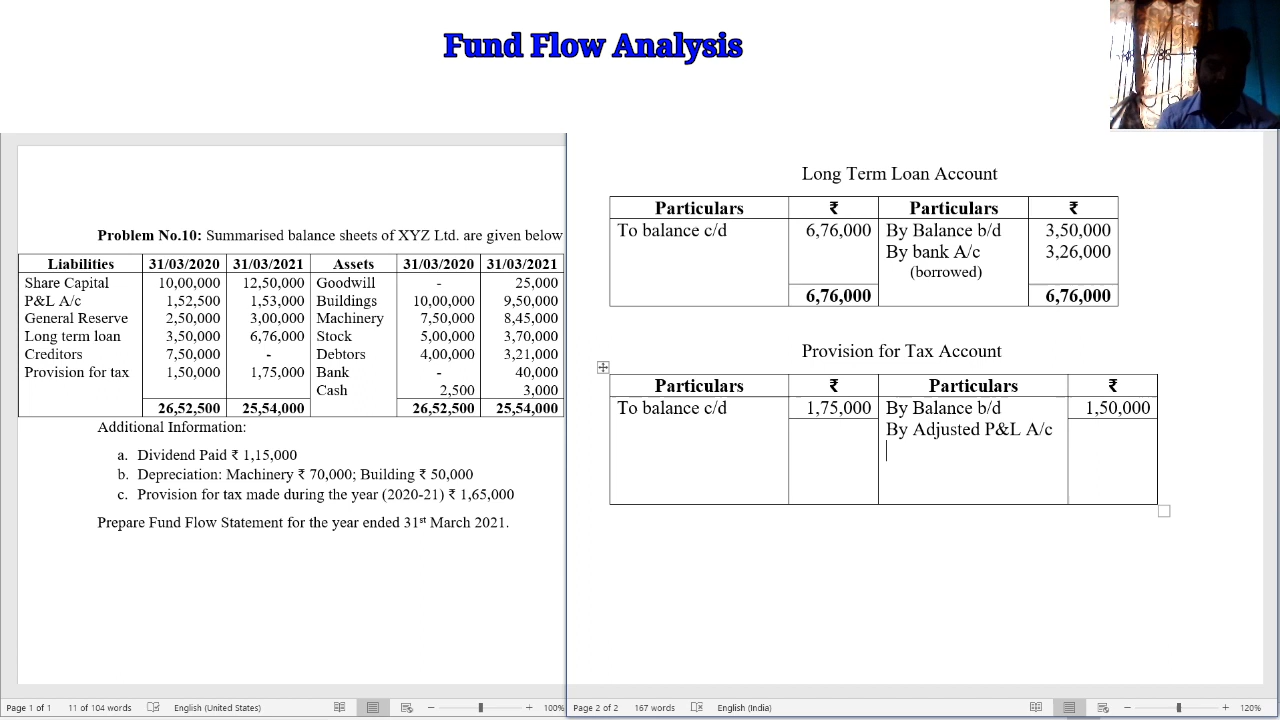 Fund Flow Analysis
Problem No.10: Summarised balance sheets of XYZ Ltd. are given below
Liabilities 31/03/2020 31/03/2021 Assets 31/03/2020 31/03/2021
Share Capital 10,00,000 12,50,000 Goodwill - 25,000
P&L A/c 1,52,500 1,53,000 Buildings 10,00,000 9,50,000
General Reserve 2,50,000 3,00,000 Machinery 7,50,000 8,45,000
Long term loan 3,50,000 6,76,000 Stock 5,00,000 3,70,000
Creditors 7,50,000 - Debtors 4,00,000 3,21,000
Provision for tax 1,50,000 1,75,000 Bank - 40,000
Cash 2,500 3,000
26,52,500 25,54,000 26,52,500 25,54,000
Additional Information:
a. Dividend Paid ₹ 1,15,000
b. Depreciation: Machinery ₹ 70,000; Building ₹ 50,000
c. Provision for tax made during the year (2020-21) ₹ 1,65,000
Prepare Fund Flow Statement for the year ended 31st March 2021.
Page 1 of 1 11 of 104 words English (United States) 100%
Long Term Loan Account
Particulars ₹ Particulars ₹
To balance c/d 6,76,000 By Balance b/d 3,50,000
By bank A/c 3,26,000
(borrowed)
6,76,000 6,76,000
Provision for Tax Account
Particulars ₹ Particulars ₹
To balance c/d 1,75,000 By Balance b/d 1,50,000
By Adjusted P&L A/c
Page 2 of 2 167 words English (India) 120%